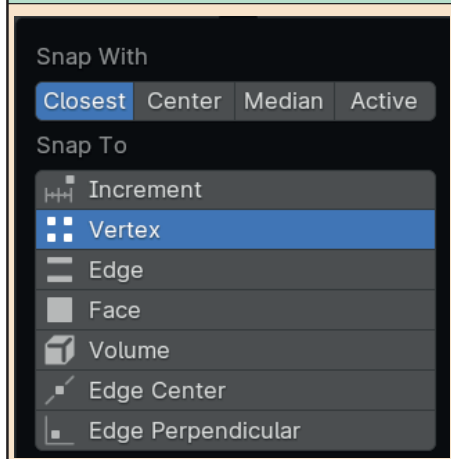 Snap With
Closest Center Median Active
Snap To
Increment
Vertex
Edge
Face
Volume
Edge Center
Edge Perpendicular